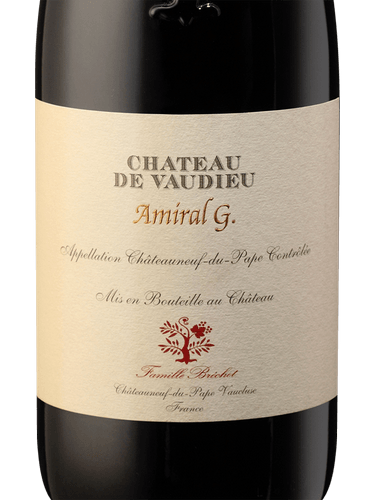 CHATEAU
DE VAUDIEU
Amiral G.
Appellation Châteauneuf-du-Pape Contrôlée
Mis en Bouteille au Château
Famille Bréchet
Châteauneuf-du-Pape Vaucluse
France